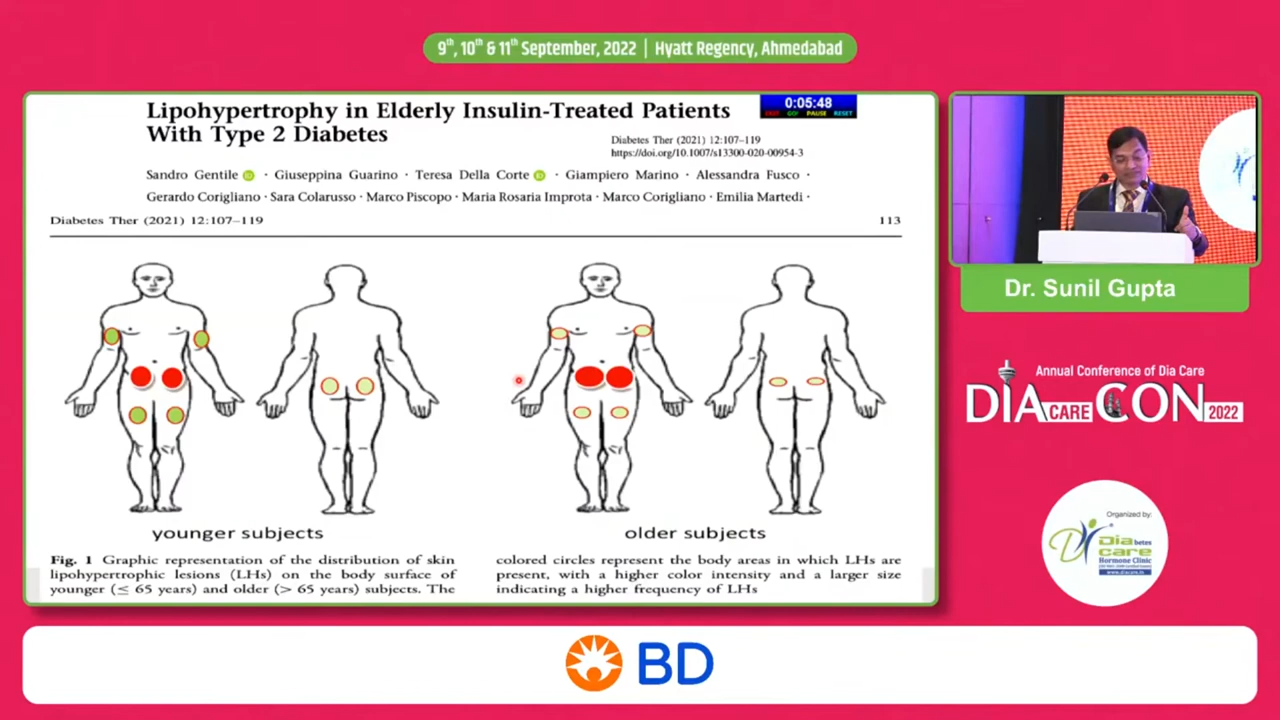 9th, 10th & 11th September, 2022 | Hyatt Regency, Ahmedabad
Lipohypertrophy in Elderly Insulin-Treated Patients
With Type 2 Diabetes
0:05:48
GO! PAUSE RESET
Diabetes Ther (2021) 12:107–119
https://doi.org/10.1007/s13300-020-00954-3
Sandro Gentile · Giuseppina Guarino · Teresa Della Corte · Giampiero Marino · Alessandra Fusco ·
Gerardo Corigliano · Sara Colarusso · Marco Piscopo · Maria Rosaria Improta · Marco Corigliano · Emilia Martedi ·
Diabetes Ther (2021) 12:107–119
113
younger subjects
older subjects
Fig. 1 Graphic representation of the distribution of skin
lipohypertrophic lesions (LHs) on the body surface of
younger (≤ 65 years) and older (> 65 years) subjects. The
colored circles represent the body areas in which LHs are
present, with a higher color intensity and a larger size
indicating a higher frequency of LHs
Dr. Sunil Gupta
Annual Conference of Dia Care
DIA CARE CON 2022
Organized by:
Diabetes
care
Hormone Clinic
BD